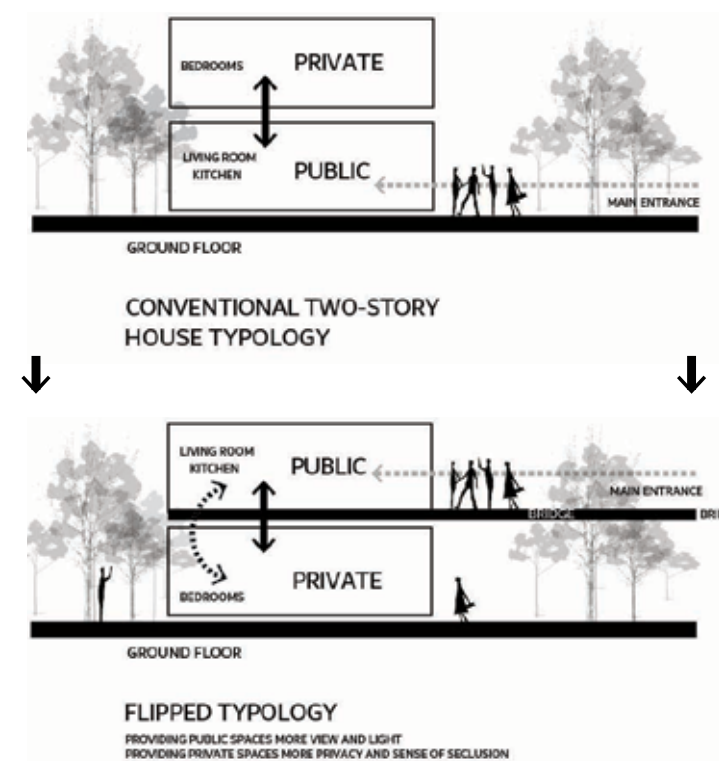 BEDROOMS
PRIVATE
LIVING ROOM
KITCHEN
PUBLIC
MAIN ENTRANCE
GROUND FLOOR
CONVENTIONAL TWO-STORY
HOUSE TYPOLOGY
LIVING ROOM
KITCHEN
PUBLIC
MAIN ENTRANCE
BRIDGE
BRI
PRIVATE
BEDROOMS
GROUND FLOOR
FLIPPED TYPOLOGY
PROVIDING PUBLIC SPACES MORE VIEW AND LIGHT
PROVIDING PRIVATE SPACES MORE PRIVACY AND SENSE OF SECLUSION